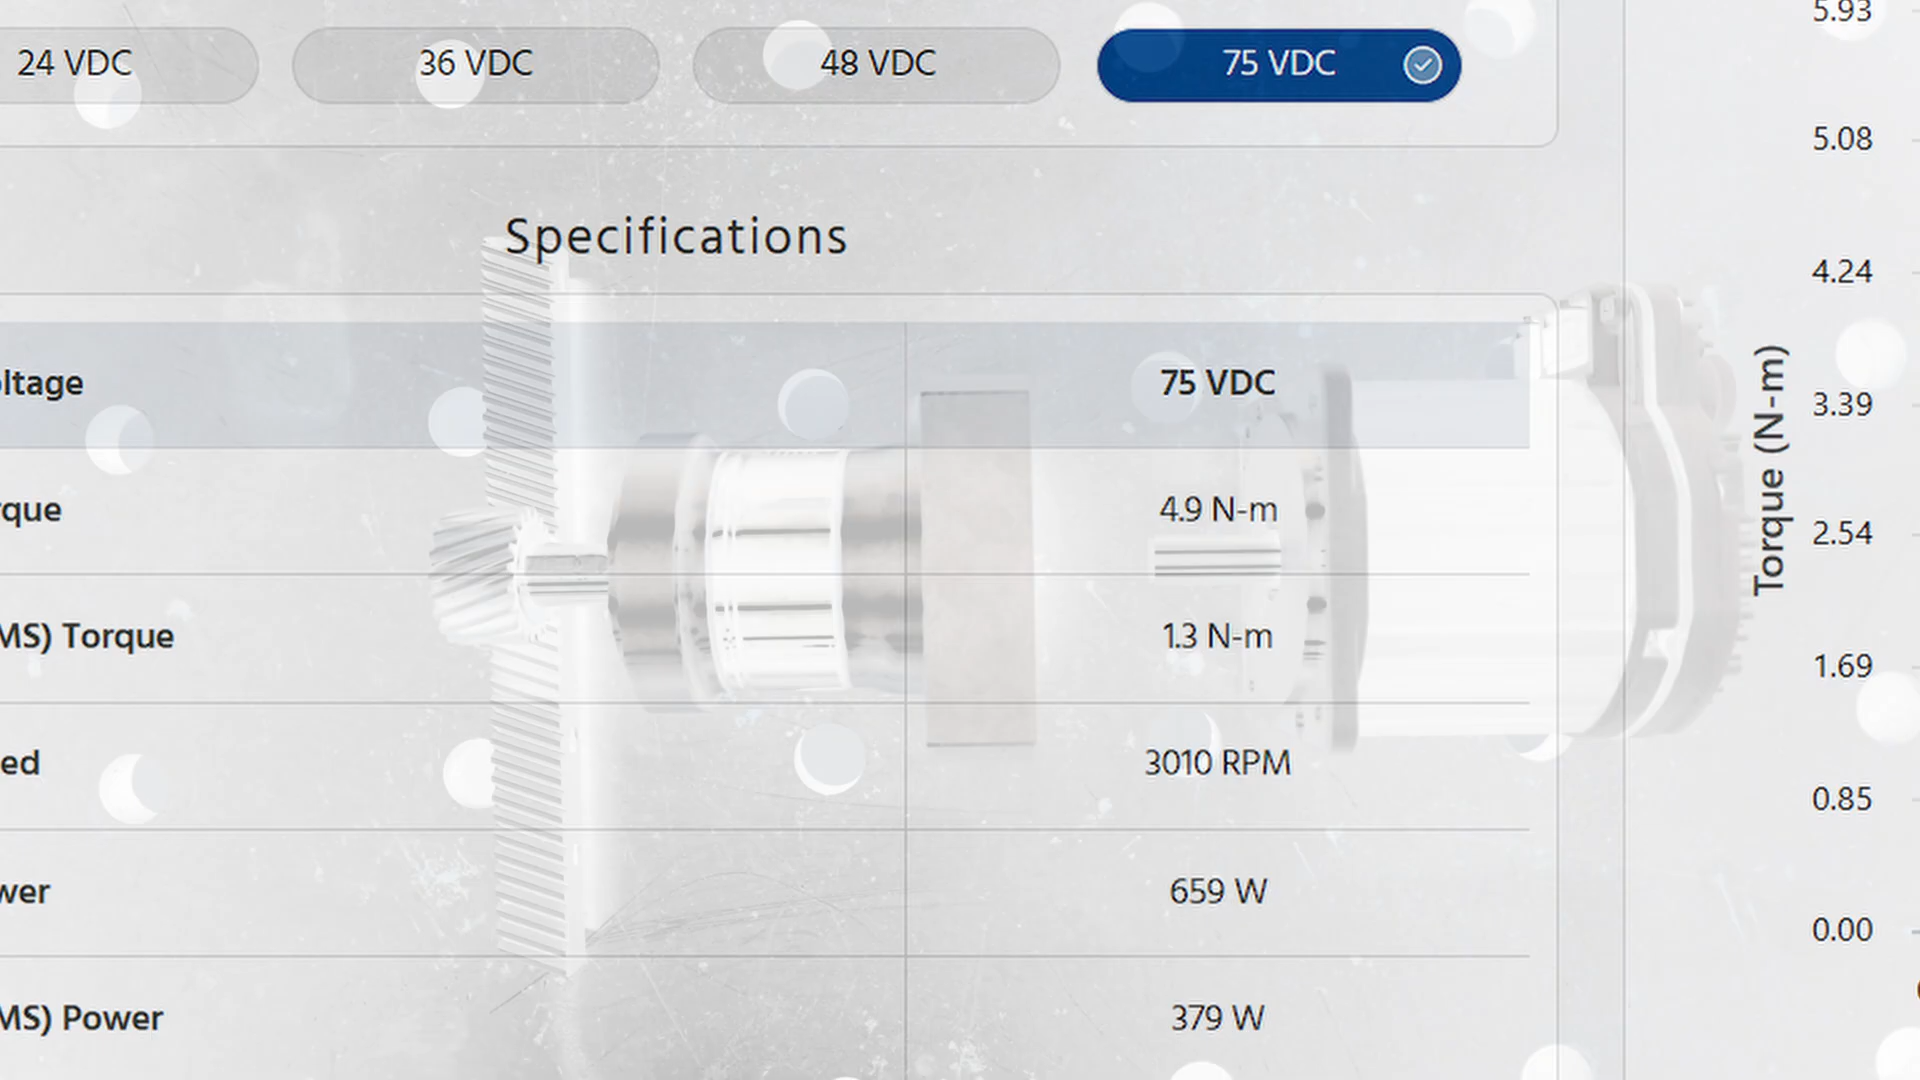 24 VDC
36 VDC
48 VDC
75 VDC
Specifications
oltage
75 VDC
rque
4.9 N-m
MS) Torque
1.3 N-m
ed
3010 RPM
wer
659 W
MS) Power
379 W
Torque (N-m)
5.93
5.08
4.24
3.39
2.54
1.69
0.85
0.00